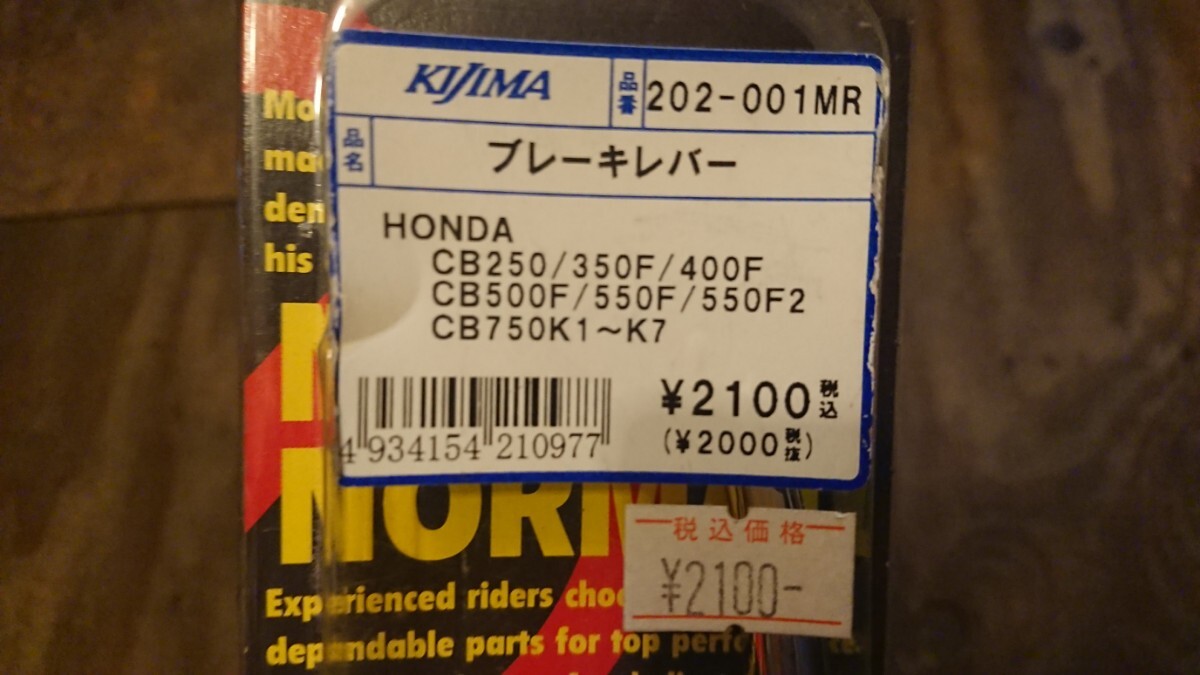 KIJIMA 品番 202-001MR
品名 ブレーキレバー
HONDA
CB250/350F/400F
CB500F/550F/550F2
CB750K1～K7
¥2100 税込
(¥2000 税抜)
4 934154 210977
税込価格
¥2100-
his
NORM
Experienced riders
dependable parts for top